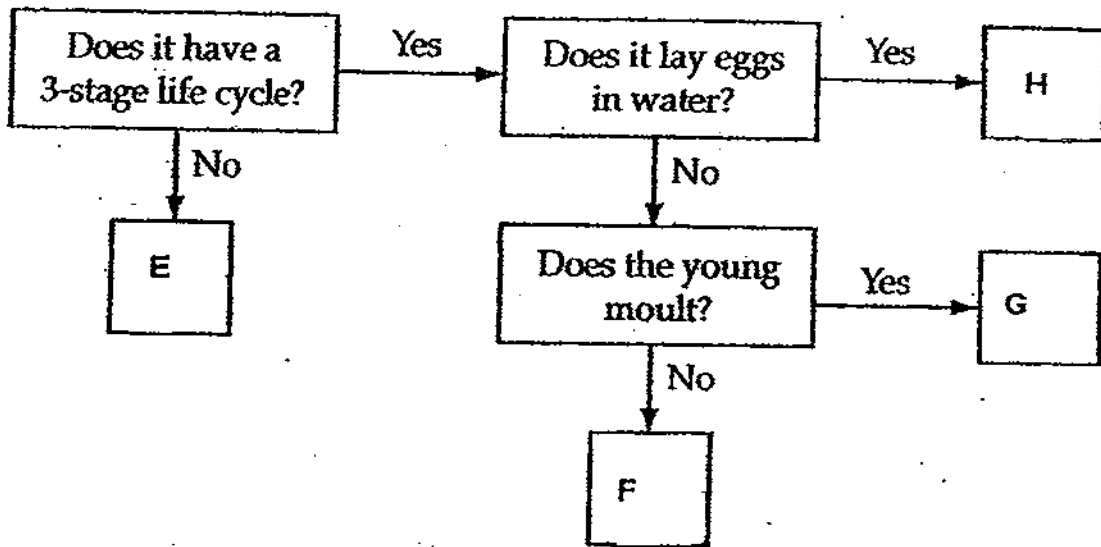 Does it have a
3-stage life cycle?
Yes
Does it lay eggs
in water?
Yes
H
No
No
E
Does the young
moult?
Yes
G
No
F